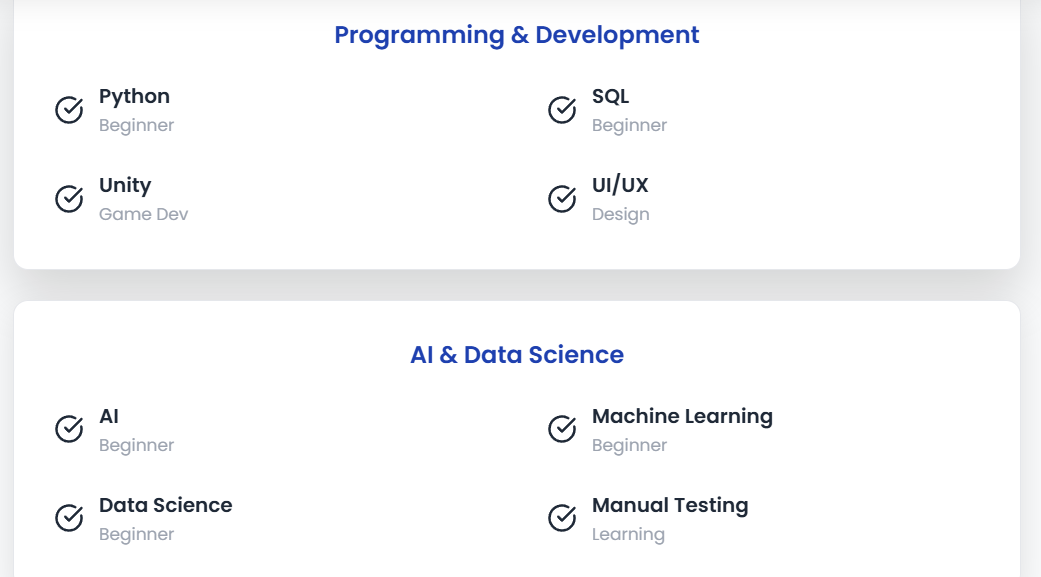 Programming & Development
Python
Beginner
SQL
Beginner
Unity
Game Dev
UI/UX
Design
AI & Data Science
AI
Beginner
Machine Learning
Beginner
Data Science
Beginner
Manual Testing
Learning